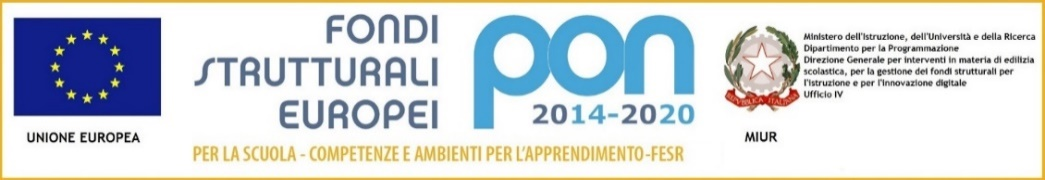 UNIONE EUROPEA
FONDI
STRUTTURALI
EUROPEI
pon
2014-2020
PER LA SCUOLA - COMPETENZE E AMBIENTI PER L'APPRENDIMENTO-FESR
REPVBBLICA ITALIANA
Ministero dell'Istruzione, dell'Università e della Ricerca
Dipartimento per la Programmazione
Direzione Generale per interventi in materia di edilizia
scolastica, per la gestione dei fondi strutturali per
l'Istruzione e per l'Innovazione digitale
Ufficio IV
MIUR